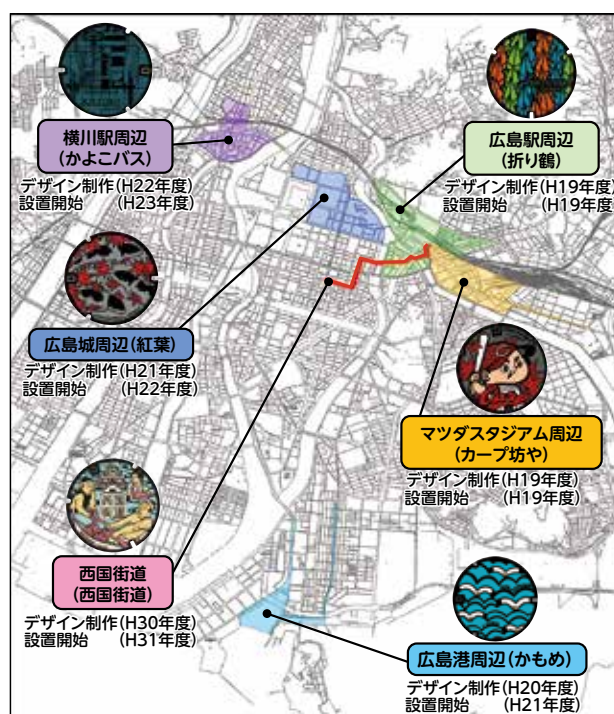 横川駅周辺
(かよこバス)
デザイン制作(H22年度)
設置開始 (H23年度)
広島駅周辺
(折り鶴)
デザイン制作(H19年度)
設置開始 (H19年度)
広島城周辺(紅葉)
デザイン制作(H21年度)
設置開始 (H22年度)
マツダスタジアム周辺
(カープ坊や)
デザイン制作(H19年度)
設置開始 (H19年度)
西国街道
(西国街道)
デザイン制作(H30年度)
設置開始 (H31年度)
広島港周辺(かもめ)
デザイン制作(H20年度)
設置開始 (H21年度)